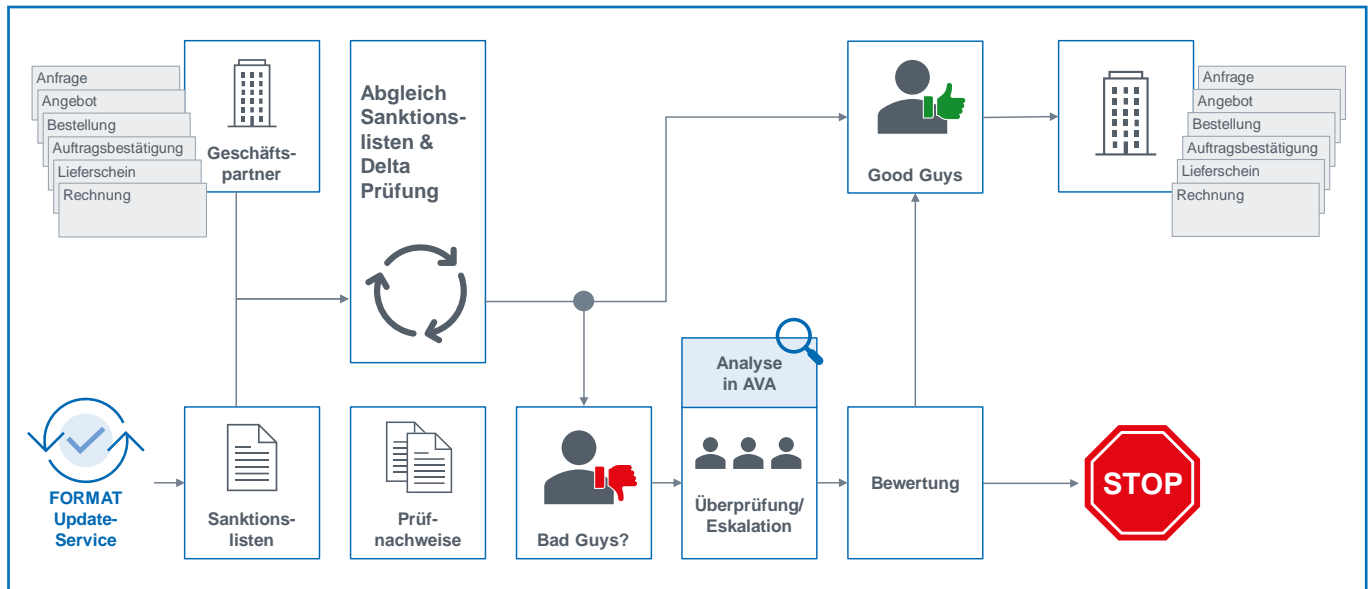 Anfrage
Angebot
Bestellung
Auftragsbestätigung
Lieferschein
Rechnung
Geschäfts-
partner
Abgleich
Sanktions-
listen &
Delta
Prüfung
Good Guys
Anfrage
Angebot
Bestellung
Auftragsbestätigung
Lieferschein
Rechnung
FORMAT
Update-
Service
Sanktions-
listen
Prüf-
nachweise
Bad Guys?
Analyse
in AVA
Überprüfung/
Eskalation
Bewertung
STOP